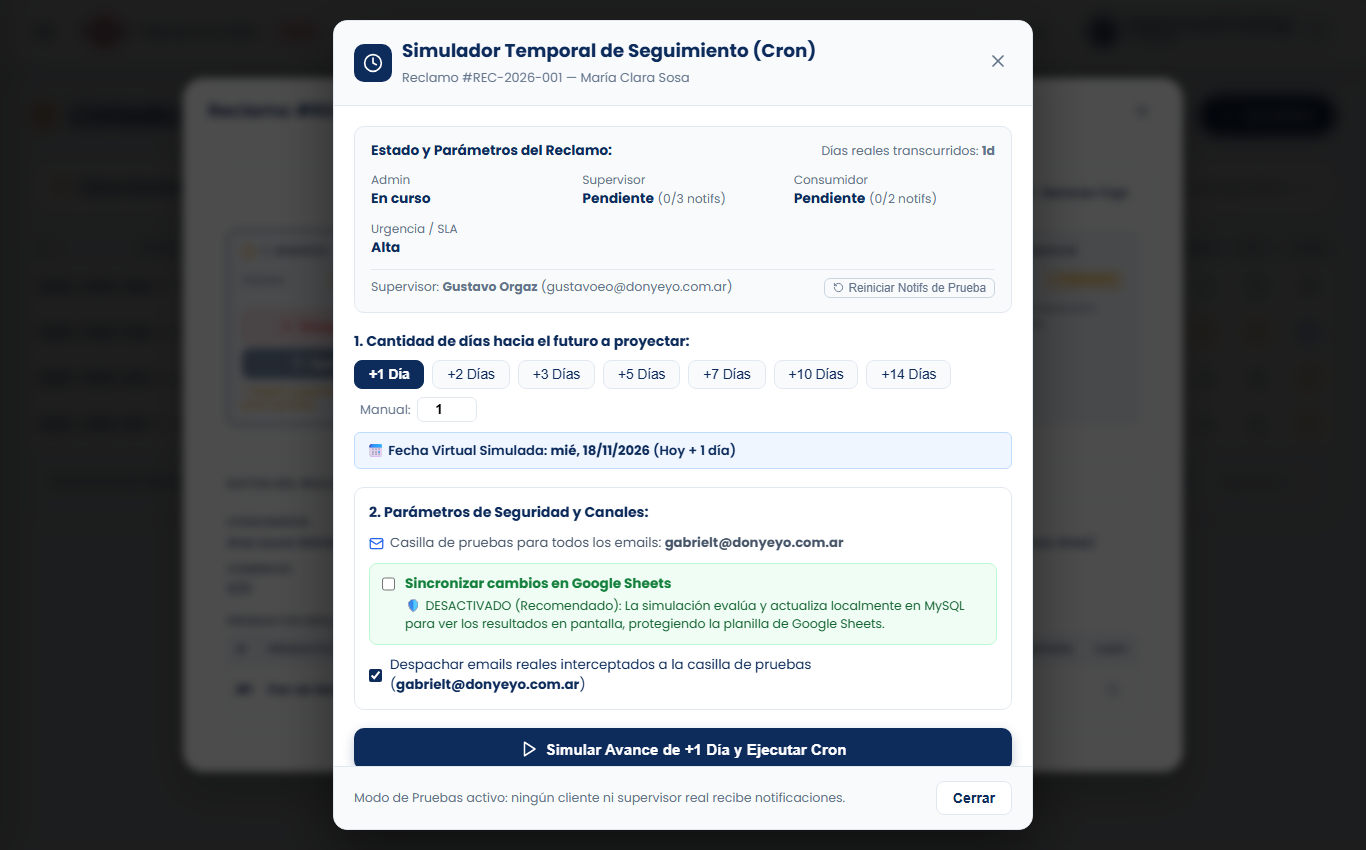 Simulador Temporal de Seguimiento (Cron)
Reclamo #REC-2026-001 — María Clara Sosa
Estado y Parámetros del Reclamo:
Días reales transcurridos: 1d
Admin
Supervisor
Consumidor
En curso
Pendiente (0/3 notifs)
Pendiente (0/2 notifs)
Urgencia / SLA
Alta
Supervisor: Gustavo Orgaz (gustavoeo@donyeyo.com.ar)
Reiniciar Notifs de Prueba
1. Cantidad de días hacia el futuro a proyectar:
+1 Día
+2 Días
+3 Días
+5 Días
+7 Días
+10 Días
+14 Días
Manual: 1
Fecha Virtual Simulada: mié, 18/11/2026 (Hoy + 1 día)
2. Parámetros de Seguridad y Canales:
Casilla de pruebas para todos los emails: gabrielt@donyeyo.com.ar
Sincronizar cambios en Google Sheets
DESACTIVADO (Recomendado): La simulación evalúa y actualiza localmente en MySQL
para ver los resultados en pantalla, protegiendo la planilla de Google Sheets.
Despachar emails reales interceptados a la casilla de pruebas
(gabrielt@donyeyo.com.ar)
Simular Avance de +1 Día y Ejecutar Cron
Modo de Pruebas activo: ningún cliente ni supervisor real recibe notificaciones.
Cerrar